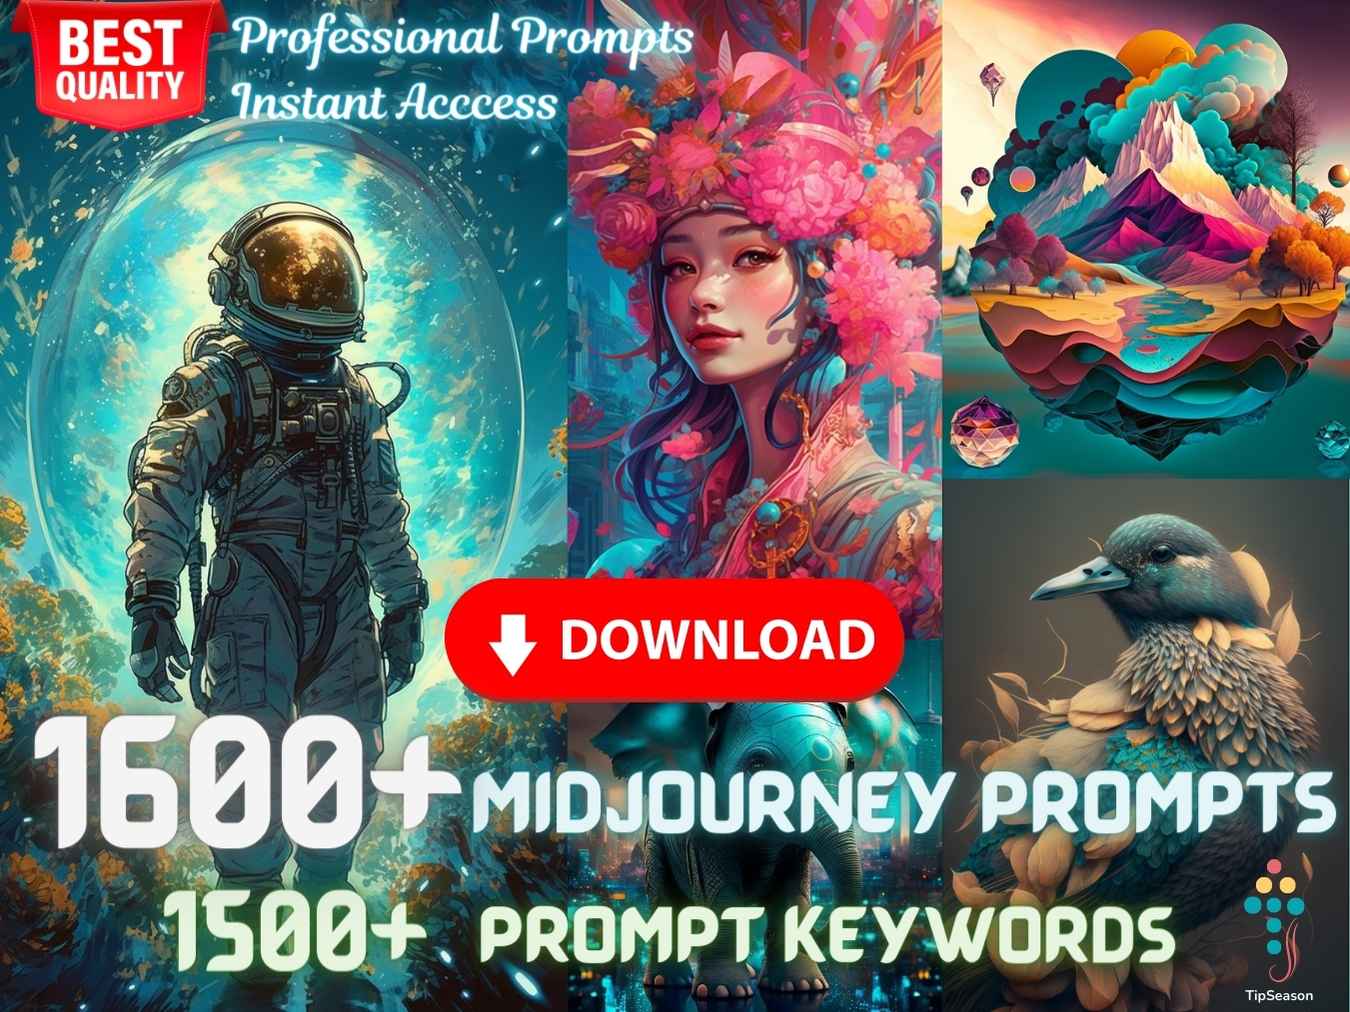 BEST
QUALITY
Professional Prompts
Instant Acccess
DOWNLOAD
1600+ MIDJOURNEY PROMPTS
1500+ PROMPT KEYWORDS
TipSeason